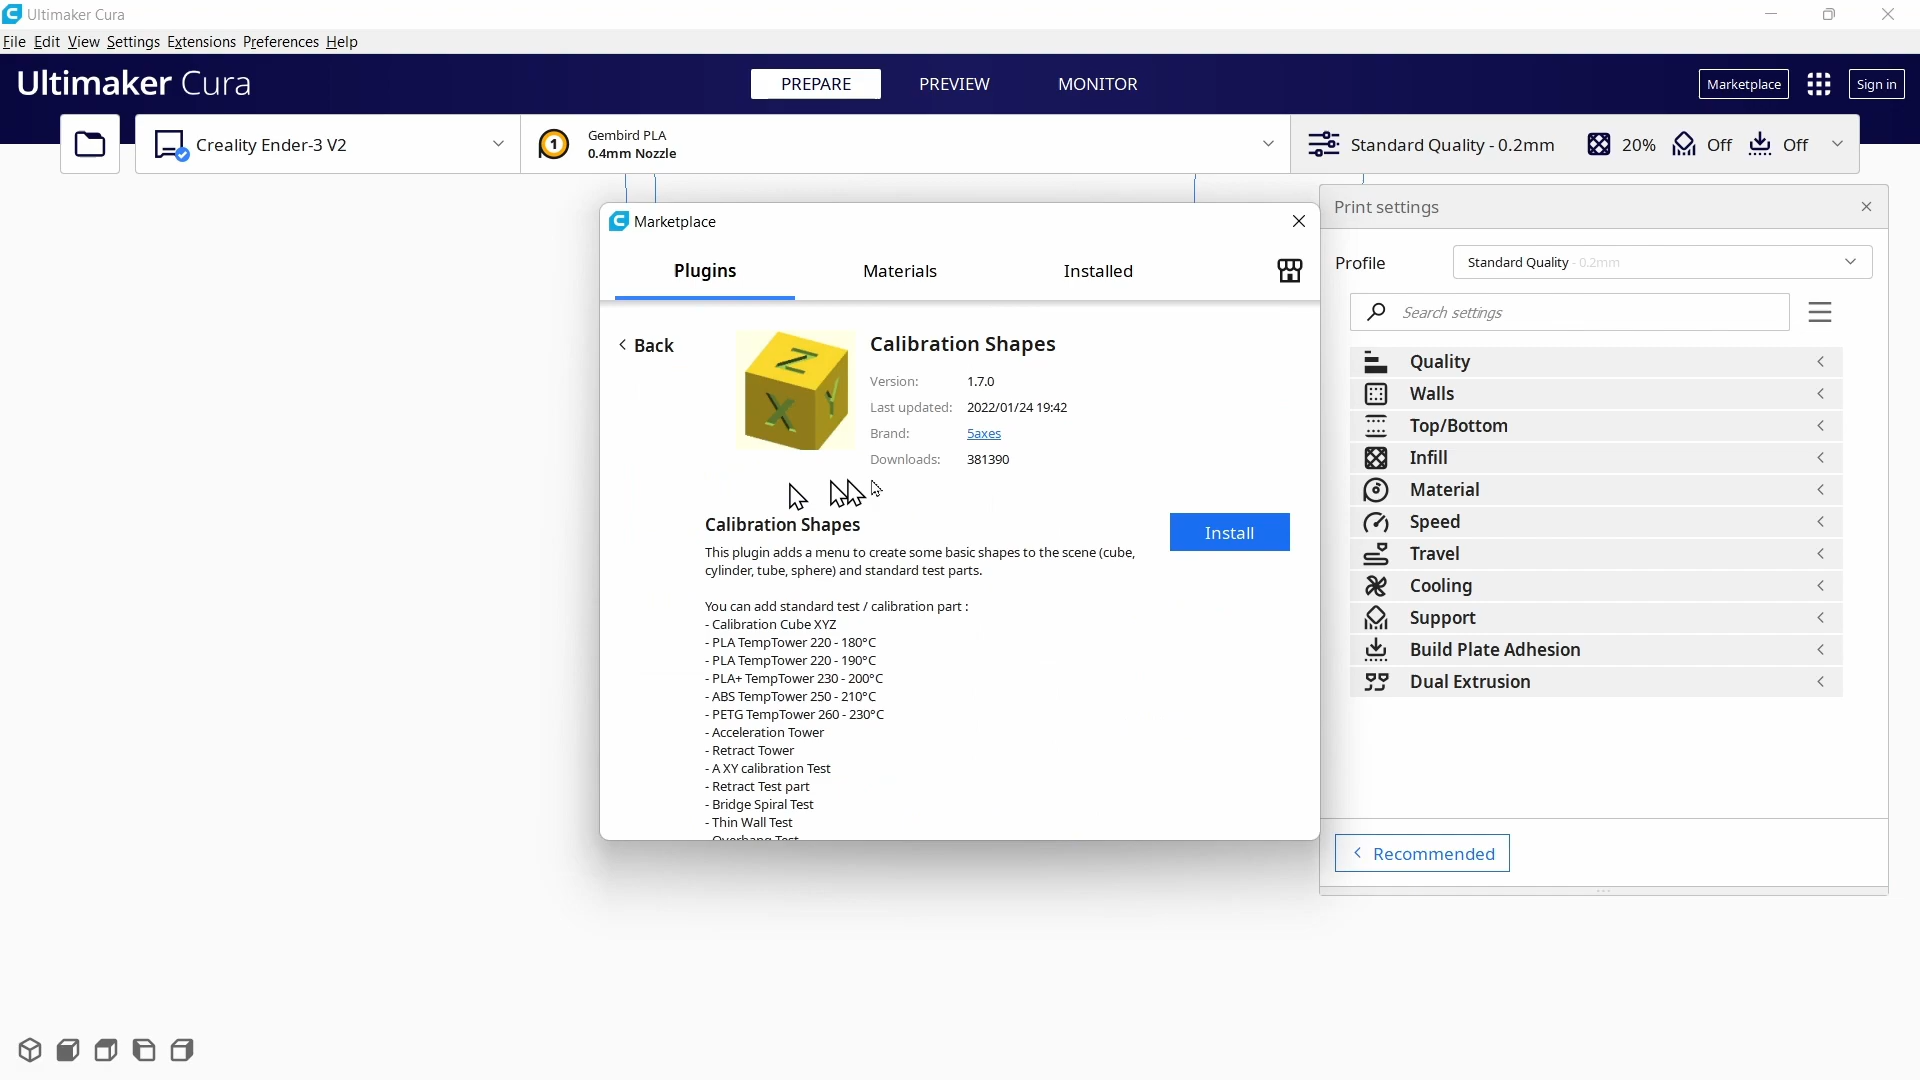 Ultimaker Cura
File Edit View Settings Extensions Preferences Help
Ultimaker Cura
PREPARE
PREVIEW
MONITOR
Marketplace
Sign in
Creality Ender-3 V2
1
Gembird PLA
0.4mm Nozzle
Standard Quality - 0.2mm
20%
Off
Off
Marketplace
Plugins
Materials
Installed
Back
Z
X
Y
Calibration Shapes
Version: 1.7.0
Last updated: 2022/01/24 19:42
Brand: 5axes
Downloads: 381390
Calibration Shapes
Install
This plugin adds a menu to create some basic shapes to the scene (cube,
cylinder, tube, sphere) and standard test parts.
You can add standard test / calibration part :
- Calibration Cube XYZ
- PLA TempTower 220 - 180°C
- PLA TempTower 220 - 190°C
- PLA+ TempTower 230 - 200°C
- ABS TempTower 250 - 210°C
- PETG TempTower 260 - 230°C
- Acceleration Tower
- Retract Tower
- A XY calibration Test
- Retract Test part
- Bridge Spiral Test
- Thin Wall Test
- Overhang Test
Print settings
Profile
Standard Quality - 0.2mm
Search settings
Quality
Walls
Top/Bottom
Infill
Material
Speed
Travel
Cooling
Support
Build Plate Adhesion
Dual Extrusion
Recommended